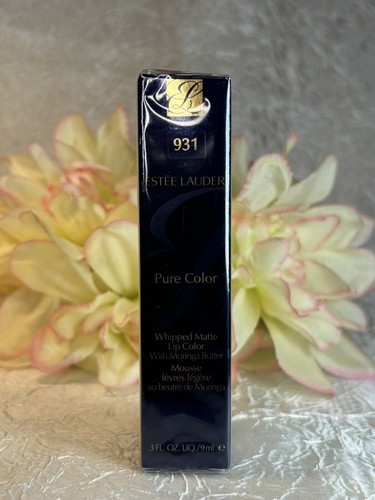 EL
931
ESTĒE LAUDER
Pure Color
Whipped Matte
Lip Color
With Moringa Butter
Mousse
lèvres légère
au beurre de Moringa
.3 FL. OZ. LIQ./9ml ℮